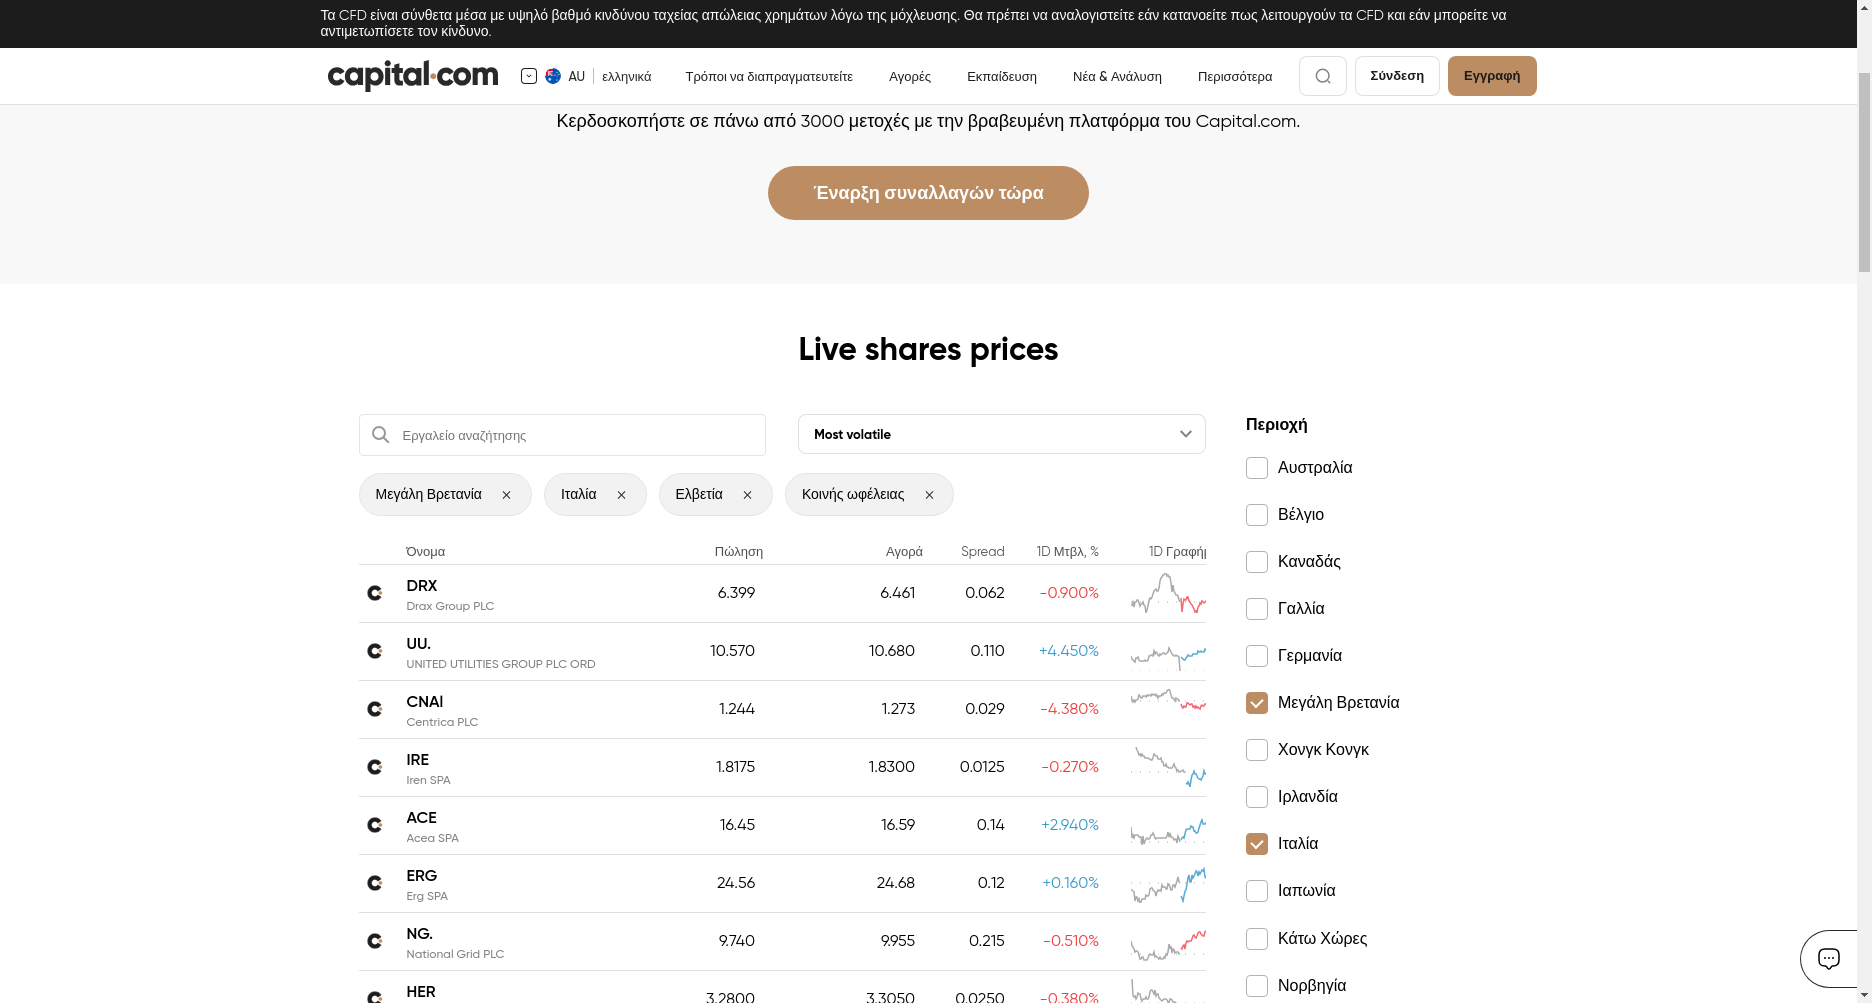 Τα CFD είναι σύνθετα μέσα με υψηλό βαθμό κινδύνου ταχείας απώλειας χρημάτων λόγω της μόχλευσης. Θα πρέπει να αναλογιστείτε εάν κατανοείτε πως λειτουργούν τα CFD και εάν μπορείτε να
αντιμετωπίσετε τον κίνδυνο.
capital.com AU ελληνικά Τρόποι να διαπραγματευτείτε Αγορές Εκπαίδευση Νέα & Ανάλυση Περισσότερα Σύνδεση Εγγραφή
Κερδοσκοπήστε σε πάνω από 3000 μετοχές με την βραβευμένη πλατφόρμα του Capital.com.
Έναρξη συναλλαγών τώρα
Live shares prices
Εργαλείο αναζήτησης
Most volatile
Μεγάλη Βρετανία
Ιταλία
Ελβετία
Κοινής ωφέλειας
Όνομα Πώληση Αγορά Spread 1D Μτβλ, % 1D Γραφήμ
DRX 6.399 6.461 0.062 -0.900%
Drax Group PLC
UU. 10.570 10.680 0.110 +4.450%
UNITED UTILITIES GROUP PLC ORD
CNAl 1.244 1.273 0.029 -4.380%
Centrica PLC
IRE 1.8175 1.8300 0.0125 -0.270%
Iren SPA
ACE 16.45 16.59 0.14 +2.940%
Acea SPA
ERG 24.56 24.68 0.12 +0.160%
Erg SPA
NG. 9.740 9.955 0.215 -0.510%
National Grid PLC
HER 3.2800 3.3050 0.0250 -0.380%
Περιοχή
Αυστραλία
Βέλγιο
Καναδάς
Γαλλία
Γερμανία
Μεγάλη Βρετανία
Χονγκ Κονγκ
Ιρλανδία
Ιταλία
Ιαπωνία
Κάτω Χώρες
Νορβηγία